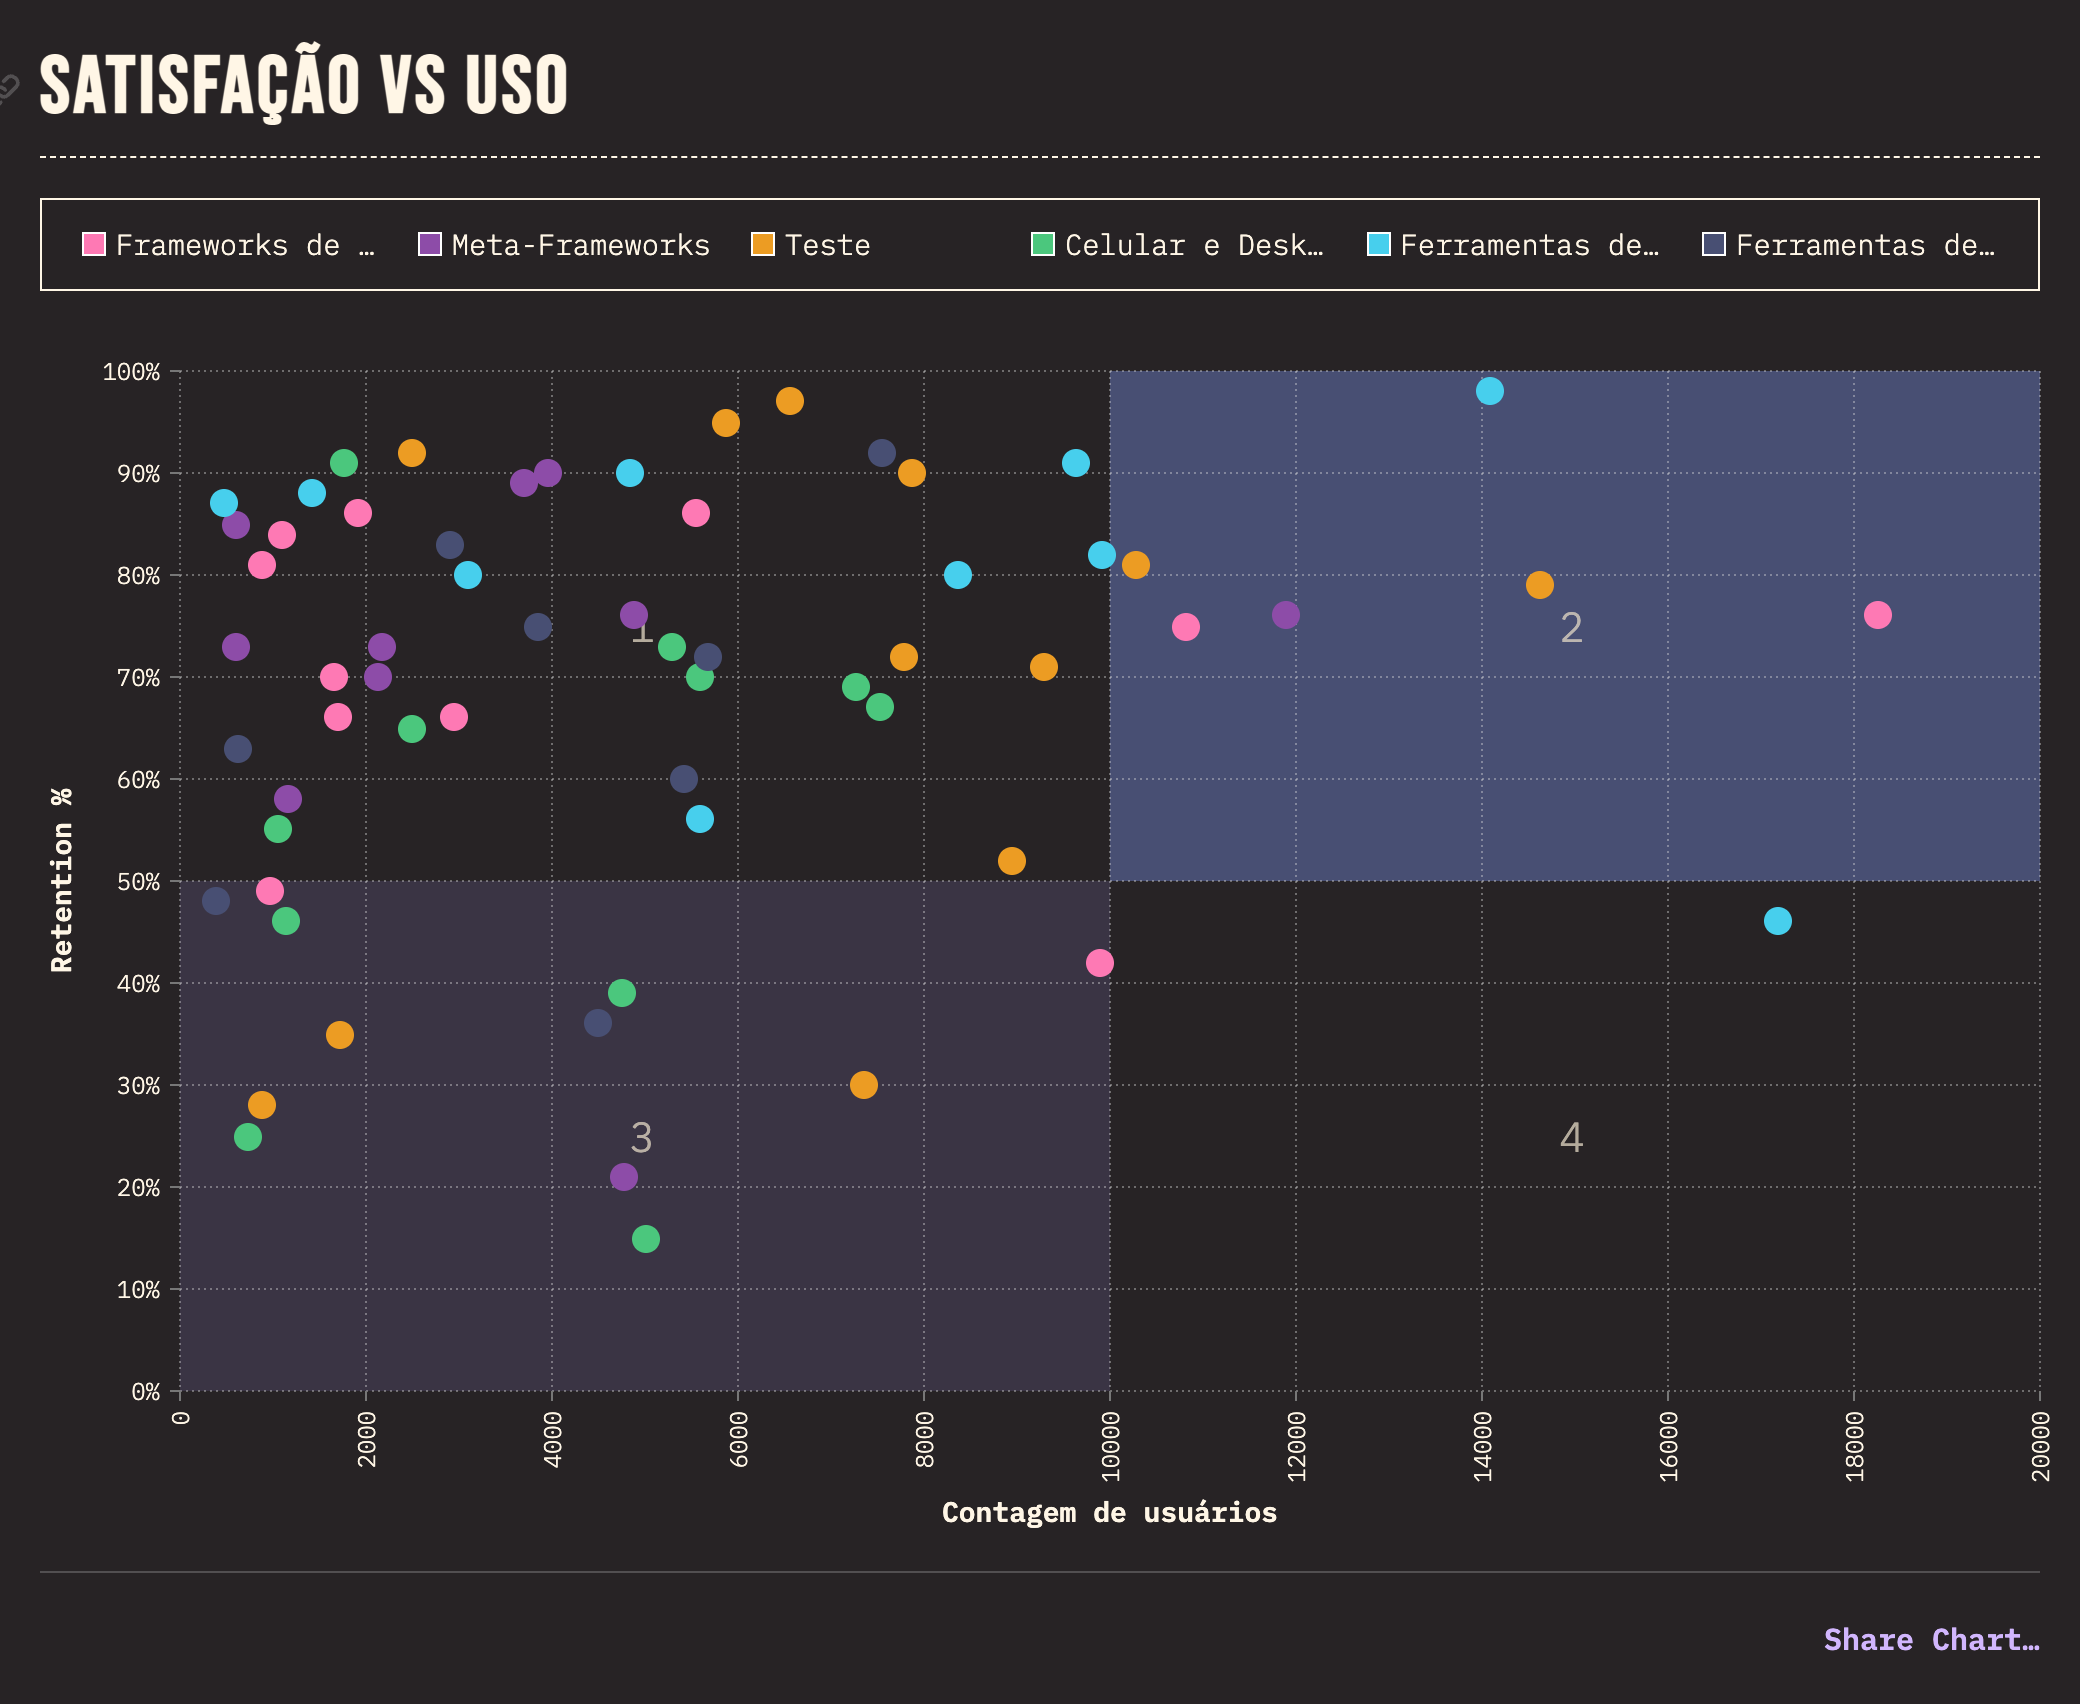 SATISFAÇÃO VS USO
Frameworks de … Meta-Frameworks Teste Celular e Desk… Ferramentas de… Ferramentas de…
100%
90%
80%
70%
60%
50%
40%
30%
20%
10%
0%
Retention %
1
2
3
4
0 2000 4000 6000 8000 10000 12000 14000 16000 18000 20000
Contagem de usuários
Share Chart…